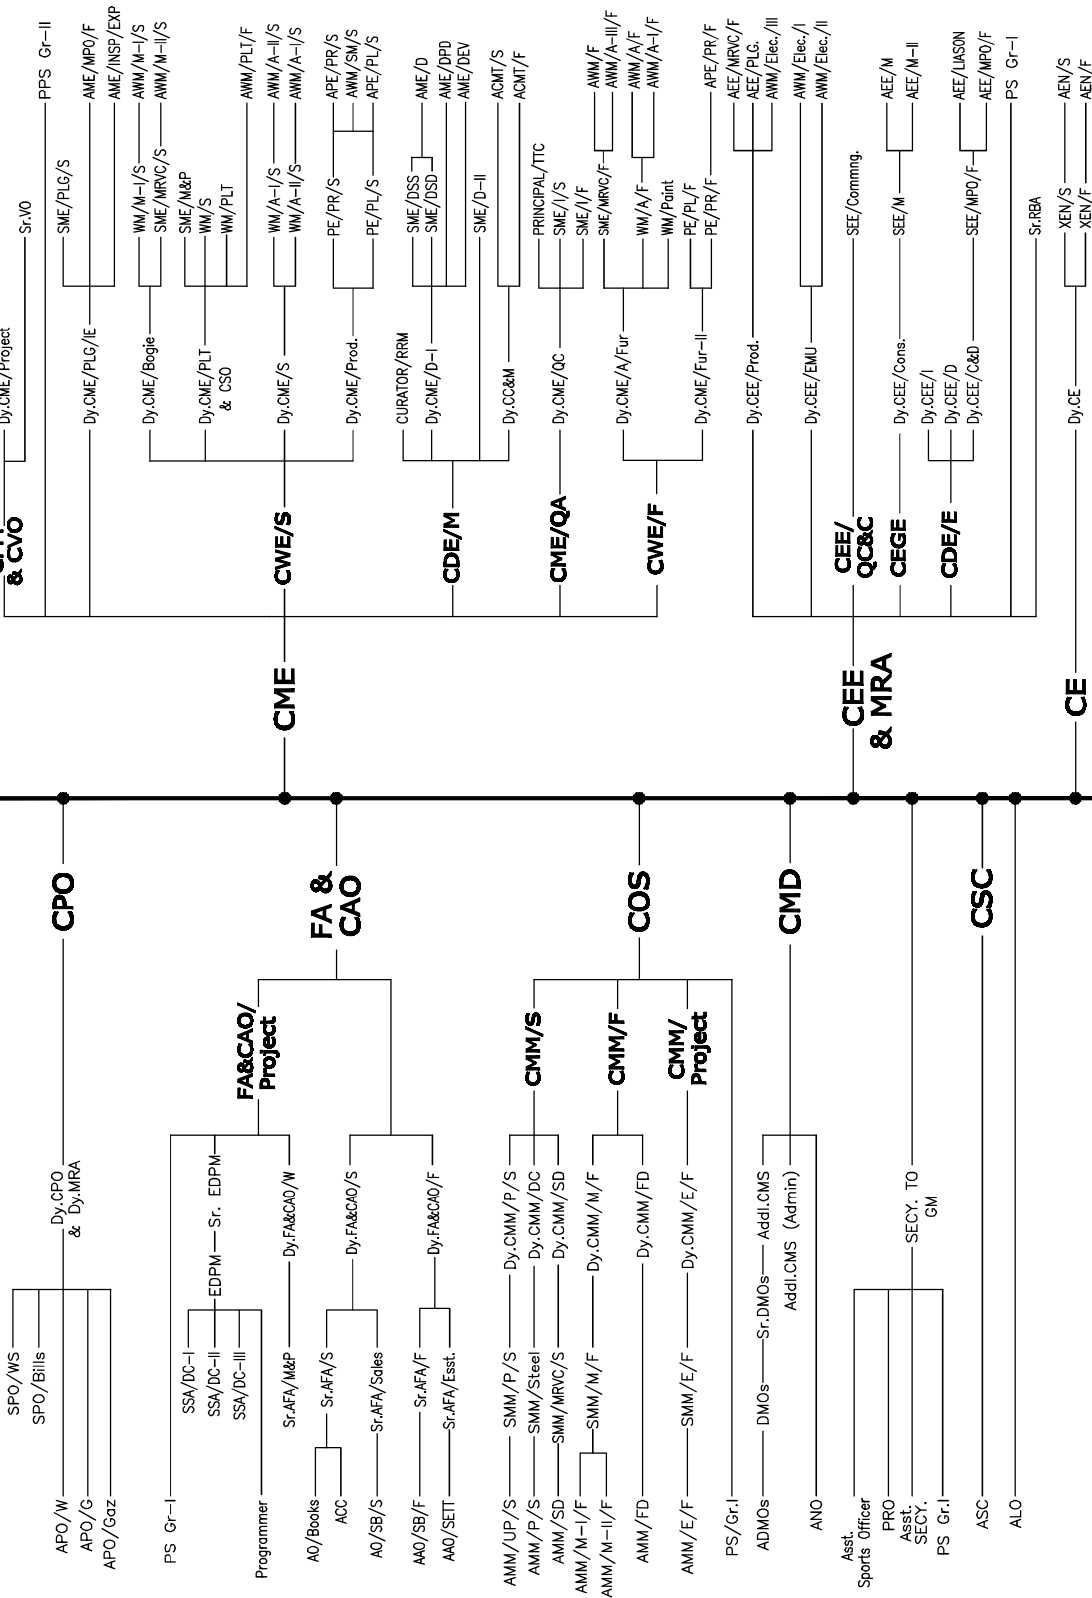 & CVO
Dy.CME/Project
Sr.VO
PPS Gr-II
CME
Dy.CME/PLG/IE
SME/PLG/S
AME/MPO/F
AME/INSP/EXP
CWE/S
Dy.CME/Bogie
WM/M-I/S
AWM/M-I/S
SME/MRVC/S
AWM/M-II/S
Dy.CME/PLT
& CSO
SME/M&P
WM/S
WM/PLT
AWM/PLT/F
Dy.CME/S
WM/A-I/S
AWM/A-II/S
WM/A-II/S
AWM/A-I/S
Dy.CME/Prod.
PE/PR/S
PE/PL/S
APE/PR/S
AWM/SM/S
APE/PL/S
CDE/M
CURATOR/RRM
Dy.CME/D-I
SME/DSS
SME/DSD
AME/D
AME/DPD
AME/DEV
SME/D-II
Dy.CC&M
ACMT/S
ACMT/F
CME/QA
Dy.CME/QC
PRINCIPAL/TTC
SME/I/S
SME/I/F
CWE/F
Dy.CME/A/Fur
SME/MRVC/F
AWM/F
AWM/A-III/F
WM/A/F
AWM/A/F
AWM/A-I/F
WM/Paint
Dy.CME/Fur-II
PE/PL/F
PE/PR/F
APE/PR/F
CEE
& MRA
Dy.CEE/Prod.
AEE/MRVC/F
AEE/PLG.
AWM/Elec./III
Dy.CEE/EMU
AWM/Elec./I
AWM/Elec./II
CEE/
QC&C
SEE/Commng.
CEGE
Dy.CEE/Cons.
SEE/M
AEE/M
AEE/M-II
CDE/E
Dy.CEE/I
Dy.CEE/D
Dy.CEE/C&D
SEE/MPO/F
AEE/LIASON
AEE/MPO/F
PS Gr-I
Sr.RBA
CE
Dy.CE
XEN/S
XEN/F
AEN/S
AEN/F
CPO
Dy.CPO
& Dy.MRA
SPO/WS
SPO/Bills
APO/W
APO/G
APO/Gaz
FA &
CAO
FA&CAO/
Project
PS Gr-I
Sr. EDPM
EDPM
SSA/DC-I
SSA/DC-II
SSA/DC-III
Programmer
Dy.FA&CAO/W
Sr.AFA/M&P
Dy.FA&CAO/S
Sr.AFA/S
AO/Books
ACC
Sr.AFA/Sales
AO/SB/S
Dy.FA&CAO/F
Sr.AFA/F
AAO/SB/F
Sr.AFA/Esst.
AAO/SETT
COS
CMM/S
Dy.CMM/P/S
SMM/P/S
AMM/UP/S
Dy.CMM/DC
SMM/Steel
AMM/P/S
Dy.CMM/SD
SMM/MRVC/S
AMM/SD
CMM/F
Dy.CMM/M/F
SMM/M/F
AMM/M-I/F
AMM/M-II/F
Dy.CMM/FD
AMM/FD
CMM/
Project
Dy.CMM/E/F
SMM/E/F
AMM/E/F
PS/Gr.I
CMD
Addl.CMS
Sr.DMOs
DMOs
ADMOs
Addl.CMS (Admin)
ANO
SECY. TO
GM
Asst.
Sports Officer
PRO
Asst.
SECY.
PS Gr.I
CSC
ASC
ALO